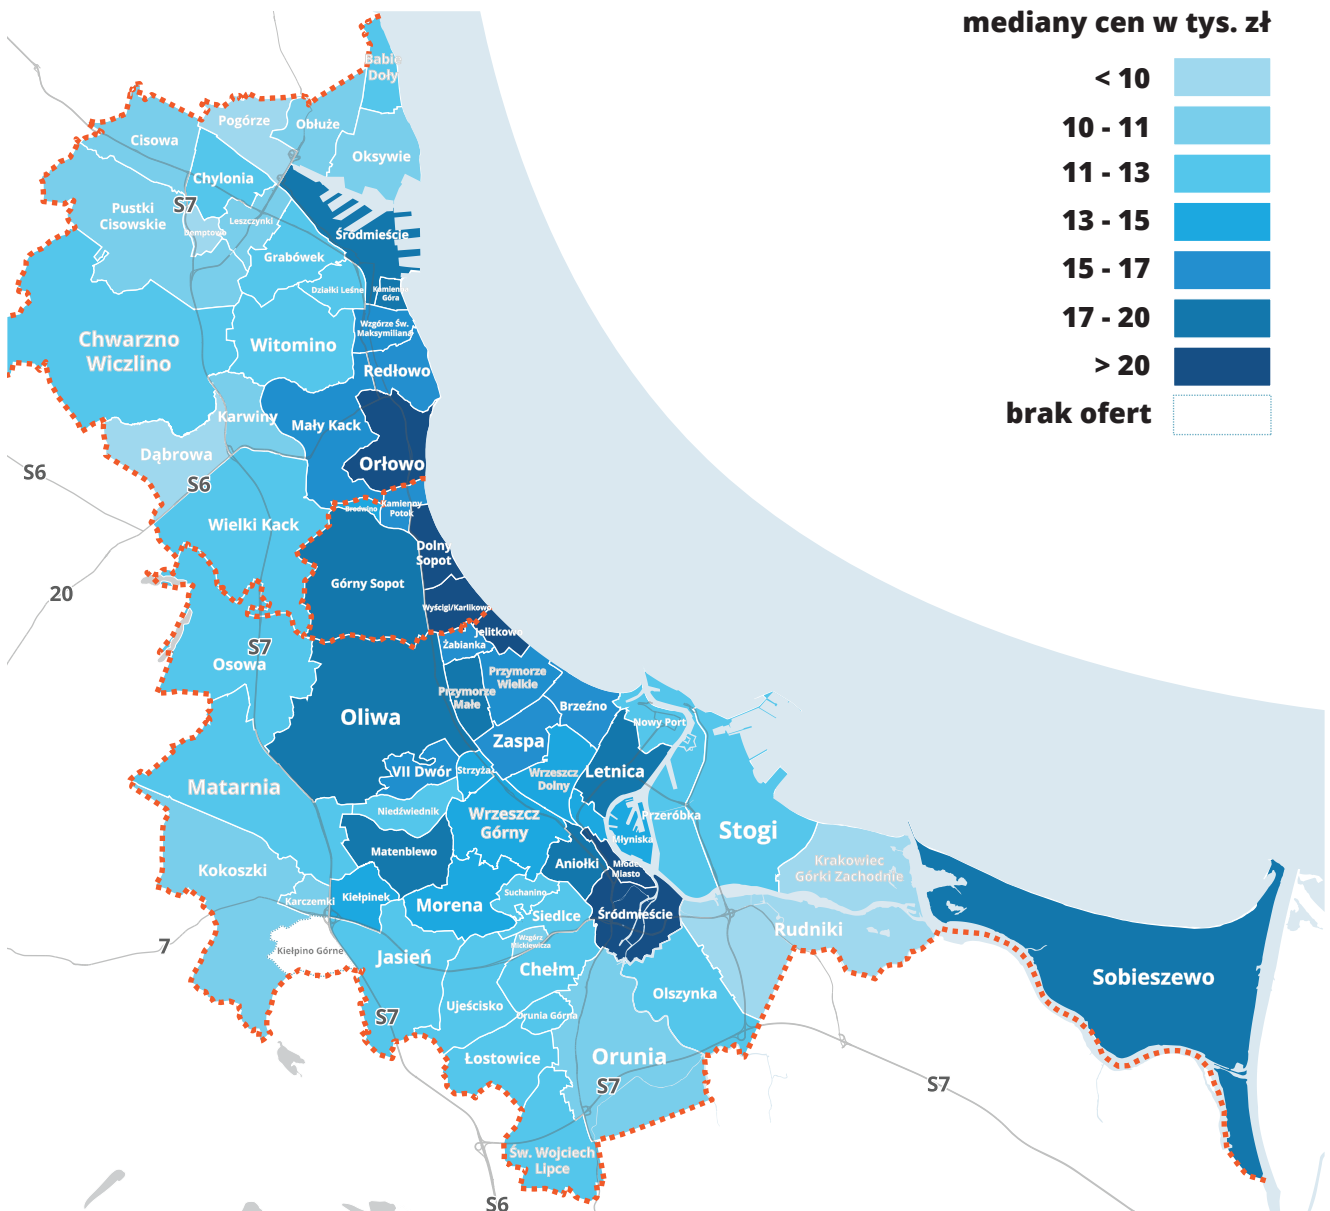 mediany cen w tys. zł
< 10
10 - 11
11 - 13
13 - 15
15 - 17
17 - 20
> 20
brak ofert
Babie
Doły
Pogórze
Obłuże
Cisowa
Oksywie
Chylonia
S7
Pustki
Cisowskie
Leszczynki
Demptowo
Śródmieście
Grabówek
Działki Leśne
Kamienna
Góra
Wzgórze Św.
Maksymiliana
Chwarzno
Wiczlino
Witomino
Redłowo
Karwiny
Mały Kack
Dąbrowa
Orłowo
S6
S6
Brodwino
Kamienny
Potok
Wielki Kack
Dolny
Sopot
Górny Sopot
20
Wyścigi/Karlikowo
Jelitkowo
S7
Żabianka
Osowa
Przymorze
Wielkie
Przymorze
Małe
Brzeźno
Oliwa
Nowy Port
Zaspa
VII Dwór
Strzyża
Wrzeszcz
Dolny
Letnica
Matarnia
Niedźwiednik
Wrzeszcz
Górny
Przeróbka
Stogi
Młyniska
Matenblewo
Aniołki
Młode
Miasto
Krakowiec
Górki Zachodnie
Kokoszki
Karczemki
Kiełpinek
Morena
Suchanino
Siedlce
Śródmieście
Rudniki
7
Kiełpino Górne
Jasień
Wzgórze
Mickiewicza
Chełm
Sobieszewo
Olszynka
Ujeścisko
Orunia Górna
S7
Łostowice
Orunia
S7
S7
Św. Wojciech
Lipce
S6